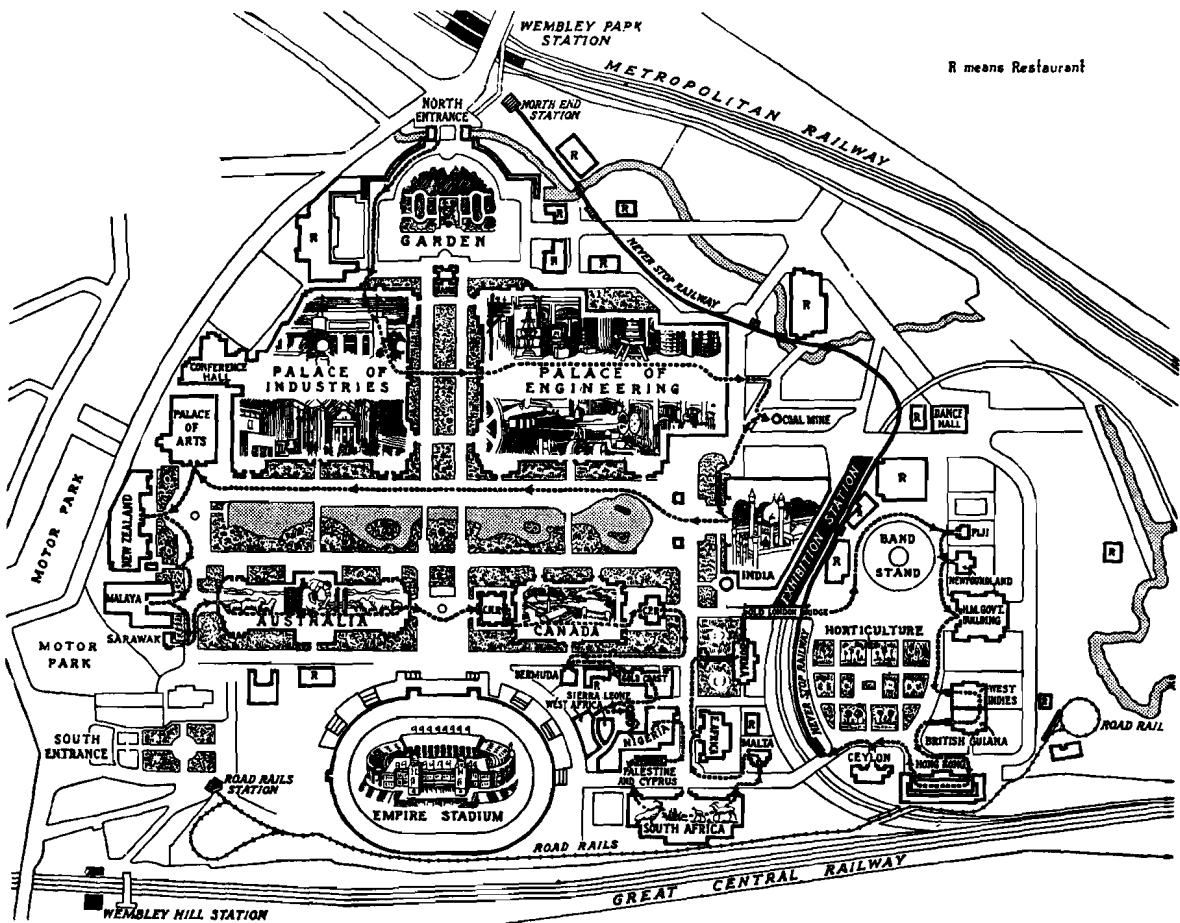 WEMBLEY PARK
STATION
R means Restaurant
METROPOLITAN RAILWAY
NORTH
ENTRANCE
NORTH END
STATION
R
R
R
R
GARDEN
R
R
NEVER STOP RAILWAY
R
CONFERENCE
HALL
PALACE OF
INDUSTRIES
PALACE OF
ENGINEERING
PALACE
OF
ARTS
COAL MINE
R
DANCE
HALL
MOTOR PARK
NEW ZEALAND
EXHIBITION STATION
INDIA
R
BAND
STAND
FIJI
R
NEWFOUNDLAND
MALAYA
AUSTRALIA
C.N.R.
CANADA
C.P.R.
OLD LONDON BRIDGE
H.M. GOVT.
BUILDING
SARAWAK
HORTICULTURE
MOTOR
PARK
BURMA
NEVER STOP RAILWAY
R
BERMUDA
GOLD COAST
R
SIERRA LEONE
WEST AFRICA
WEST
INDIES
R
SOUTH
ENTRANCE
NIGERIA
R
MALTA
BRITISH GUIANA
ROAD RAIL
ROAD RAILS
STATION
PALESTINE
AND CYPRUS
CEYLON
HONG KONG
EMPIRE STADIUM
SOUTH AFRICA
ROAD RAILS
GREAT CENTRAL RAILWAY
WEMBLEY HILL STATION